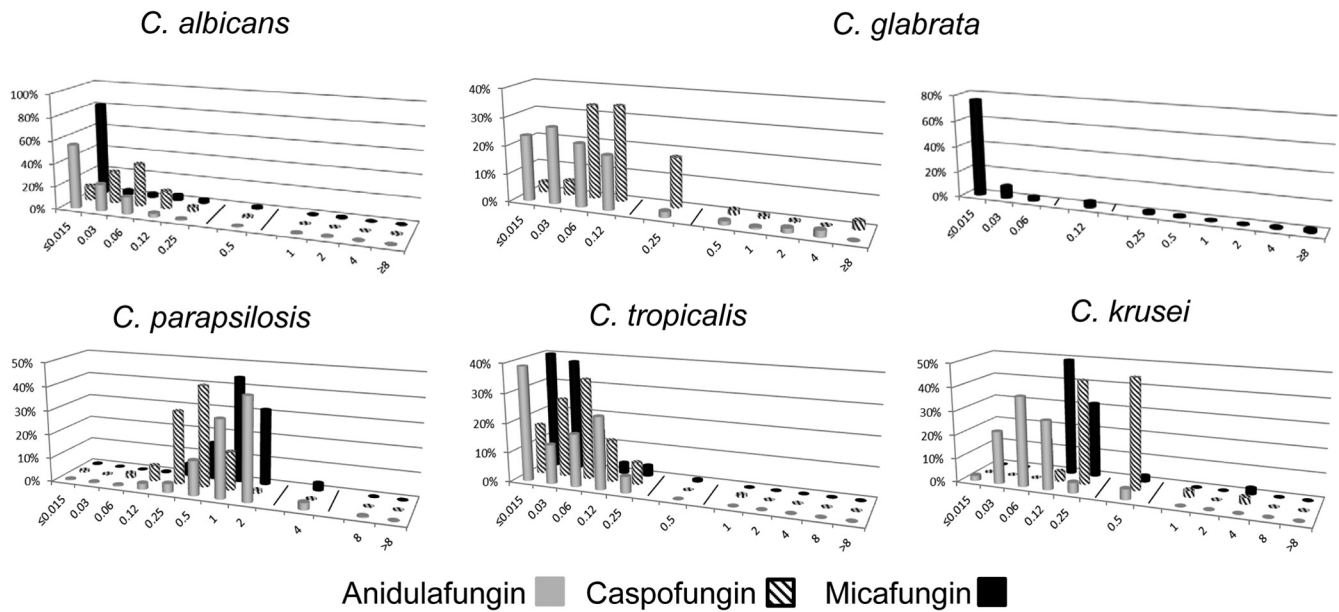 C. albicans
C. glabrata
100%
80%
60%
40%
20%
0%
≤0.015 0.03 0.06 0.12 0.25 0.5 1 2 4 ≥8
40%
30%
20%
10%
0%
≤0.015 0.03 0.06 0.12 0.25 0.5 1 2 4 ≥8
80%
60%
40%
20%
0%
≤0.015 0.03 0.06 0.12 0.25 0.5 1 2 4 ≥8
C. parapsilosis
C. tropicalis
C. krusei
50%
40%
30%
20%
10%
0%
≤0.015 0.03 0.06 0.12 0.25 0.5 1 2 4 8 >8
40%
30%
20%
10%
0%
≤0.015 0.03 0.06 0.12 0.25 0.5 1 2 4 8 >8
50%
40%
30%
20%
10%
0%
≤0.015 0.03 0.06 0.12 0.25 0.5 1 2 4 8 >8
Anidulafungin Caspofungin Micafungin